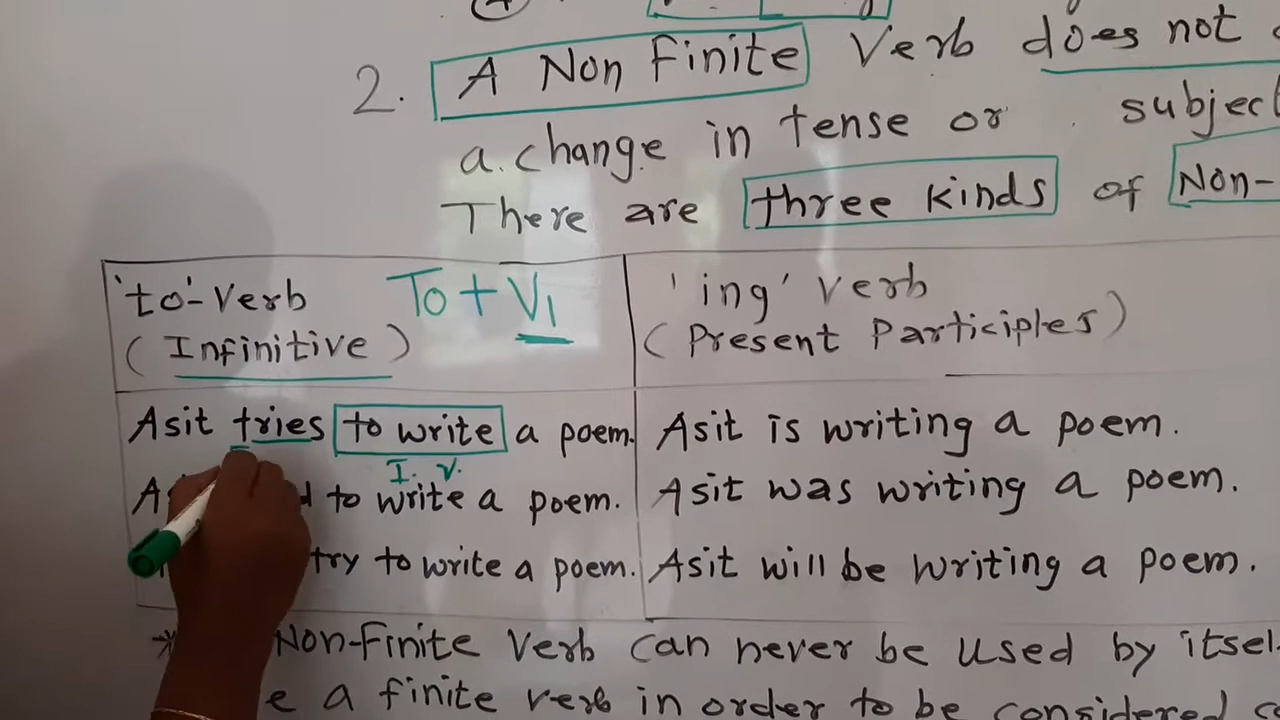 2. A Non Finite Verb does not
a change in tense or subject
There are three kinds of Non-
'to'-Verb To + V1
(Infinitive)
'ing' verb
(Present Participles)
Asit tries to write a poem.
I. V.
to write a poem.
try to write a poem.
Asit is writing a poem.
Asit was writing a poem.
Asit will be writing a poem.
* Non-Finite Verb can never be used by itself
a finite verb in order to be considered